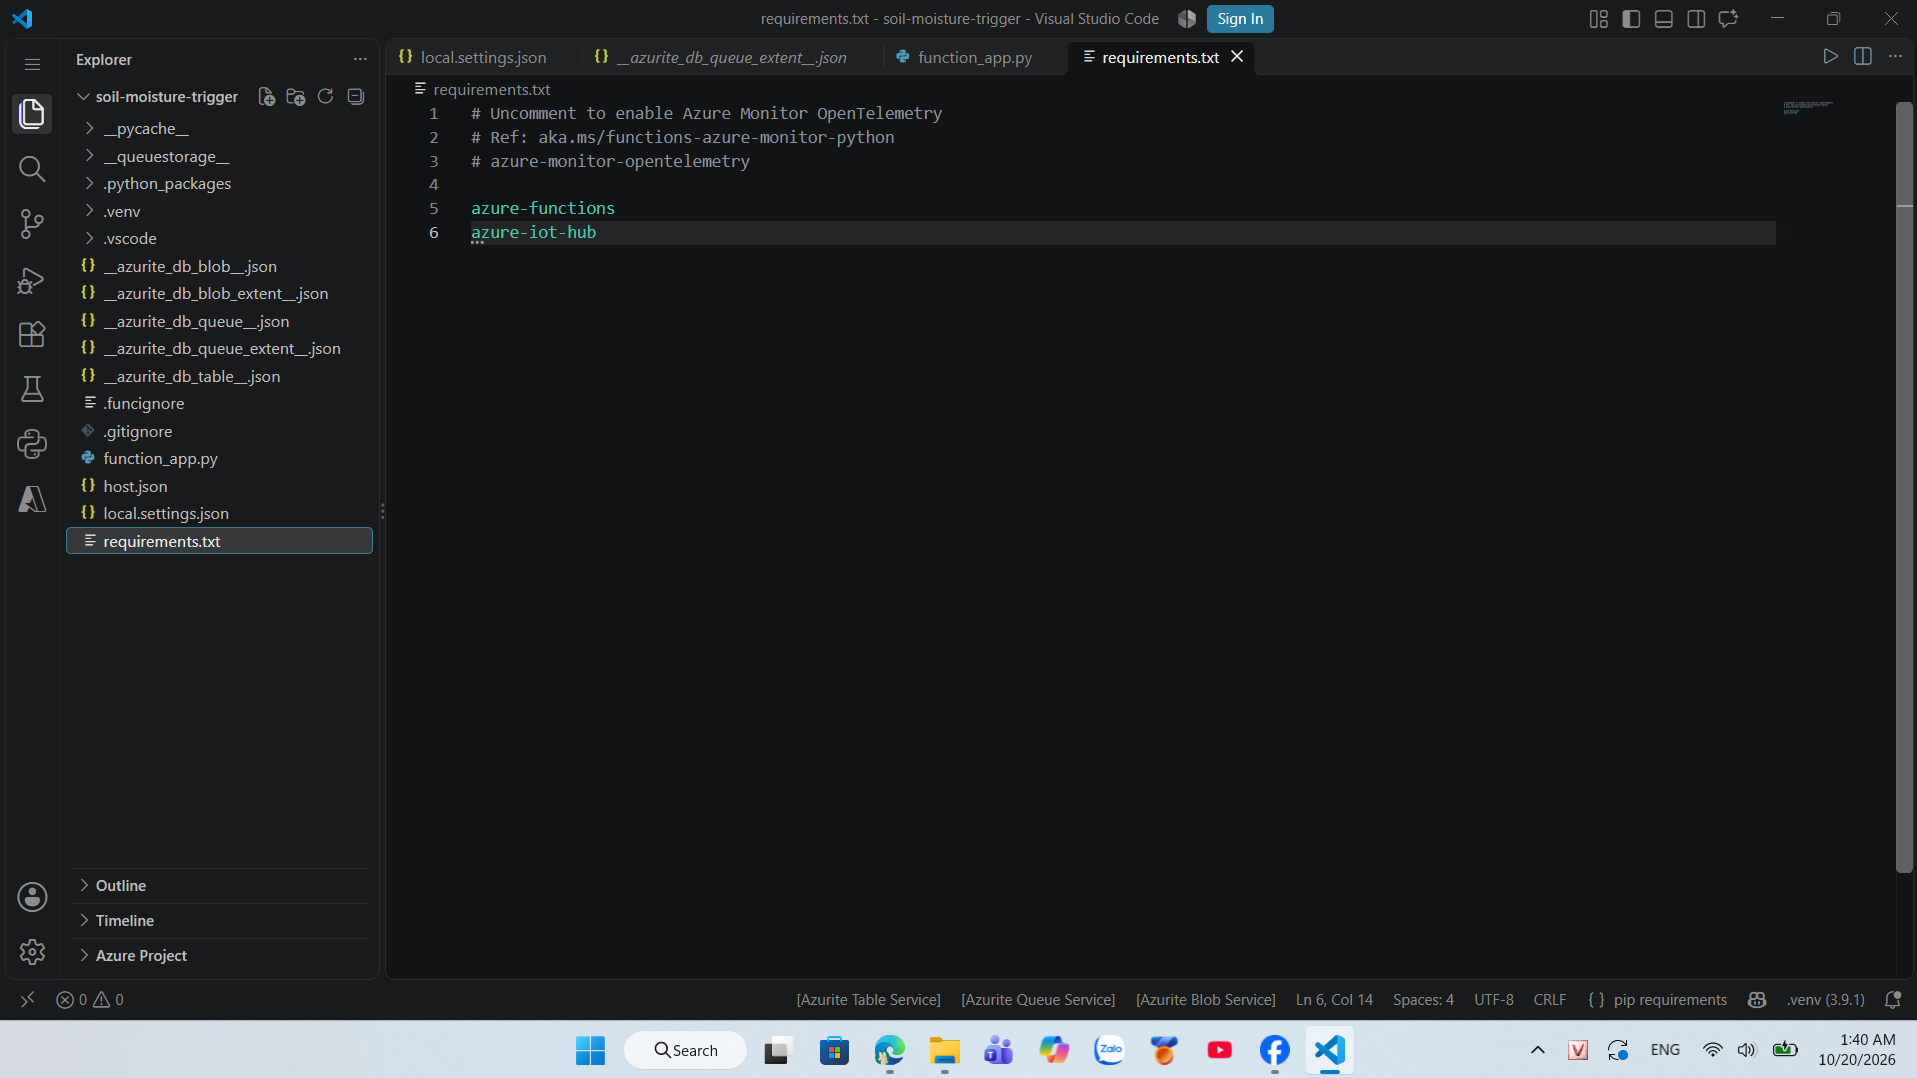 requirements.txt - soil-moisture-trigger - Visual Studio Code
Sign In
Explorer
soil-moisture-trigger
__pycache__
__queuestorage__
.python_packages
.venv
.vscode
__azurite_db_blob__.json
__azurite_db_blob_extent__.json
__azurite_db_queue__.json
__azurite_db_queue_extent__.json
__azurite_db_table__.json
.funcignore
.gitignore
function_app.py
host.json
local.settings.json
requirements.txt
Outline
Timeline
Azure Project
local.settings.json
__azurite_db_queue_extent__.json
function_app.py
requirements.txt
requirements.txt
1 # Uncomment to enable Azure Monitor OpenTelemetry
2 # Ref: aka.ms/functions-azure-monitor-python
3 # azure-monitor-opentelemetry
4
5 azure-functions
6 azure-iot-hub
0 0 [Azurite Table Service] [Azurite Queue Service] [Azurite Blob Service] Ln 6, Col 14 Spaces: 4 UTF-8 CRLF { } pip requirements .venv (3.9.1)
Search
Zalo
ENG
1:40 AM
10/20/2026